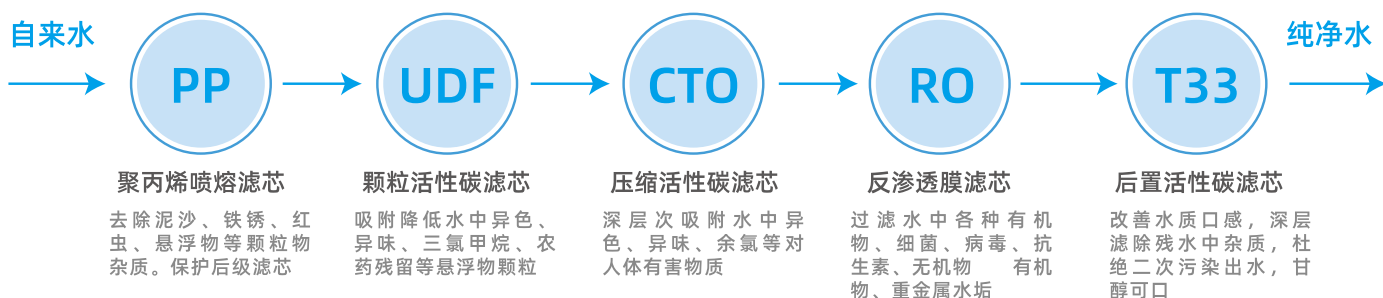 自来水
纯净水
PP
UDF
CTO
RO
T33
聚丙烯喷熔滤芯
去除泥沙、铁锈、红
虫、悬浮物等颗粒物
杂质。保护后级滤芯
颗粒活性碳滤芯
吸附降低水中异色、
异味、三氯甲烷、农
药残留等悬浮物颗粒
压缩活性碳滤芯
深层次吸附水中异
色、异味、余氯等对
人体有害物质
反渗透膜滤芯
过滤水中各种有机
物、细菌、病毒、抗
生素、无机物 有机
物、重金属水垢
后置活性碳滤芯
改善水质口感，深层
滤除残水中杂质，杜
绝二次污染出水，甘
醇可口